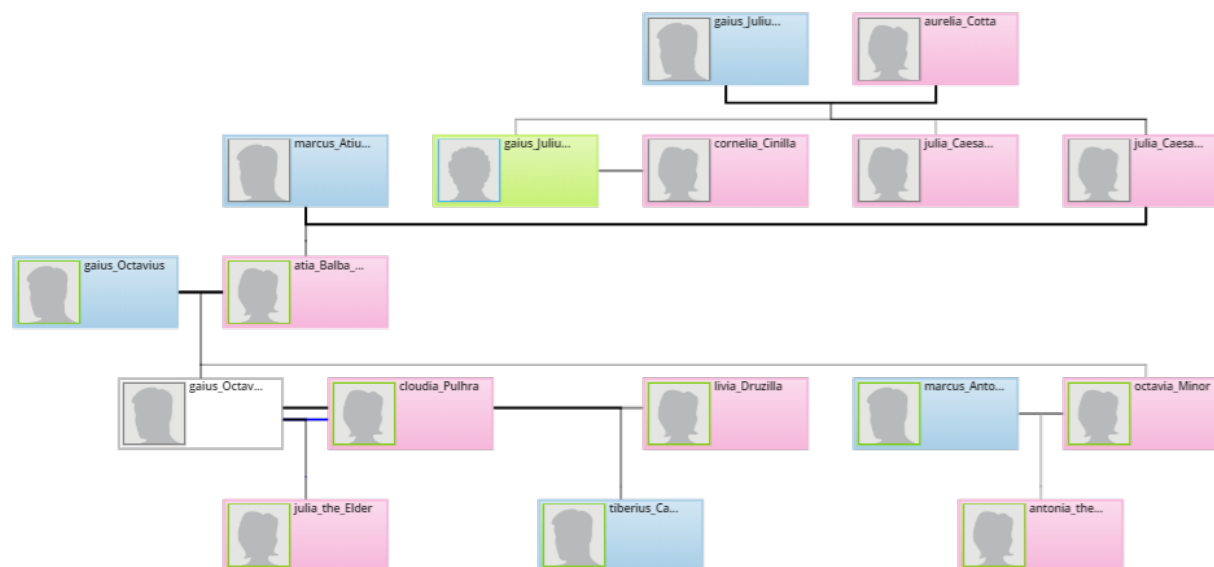 gaius_Juliu...
aurelia_Cotta
marcus_Atiu...
gaius_Juliu...
cornelia_Cinilla
julia_Caesa...
julia_Caesa...
gaius_Octavius
atia_Balba_...
gaius_Octav...
cloudia_Pulhra
livia_Druzilla
marcus_Anto...
octavia_Minor
julia_the_Elder
tiberius_Ca...
antonia_the...